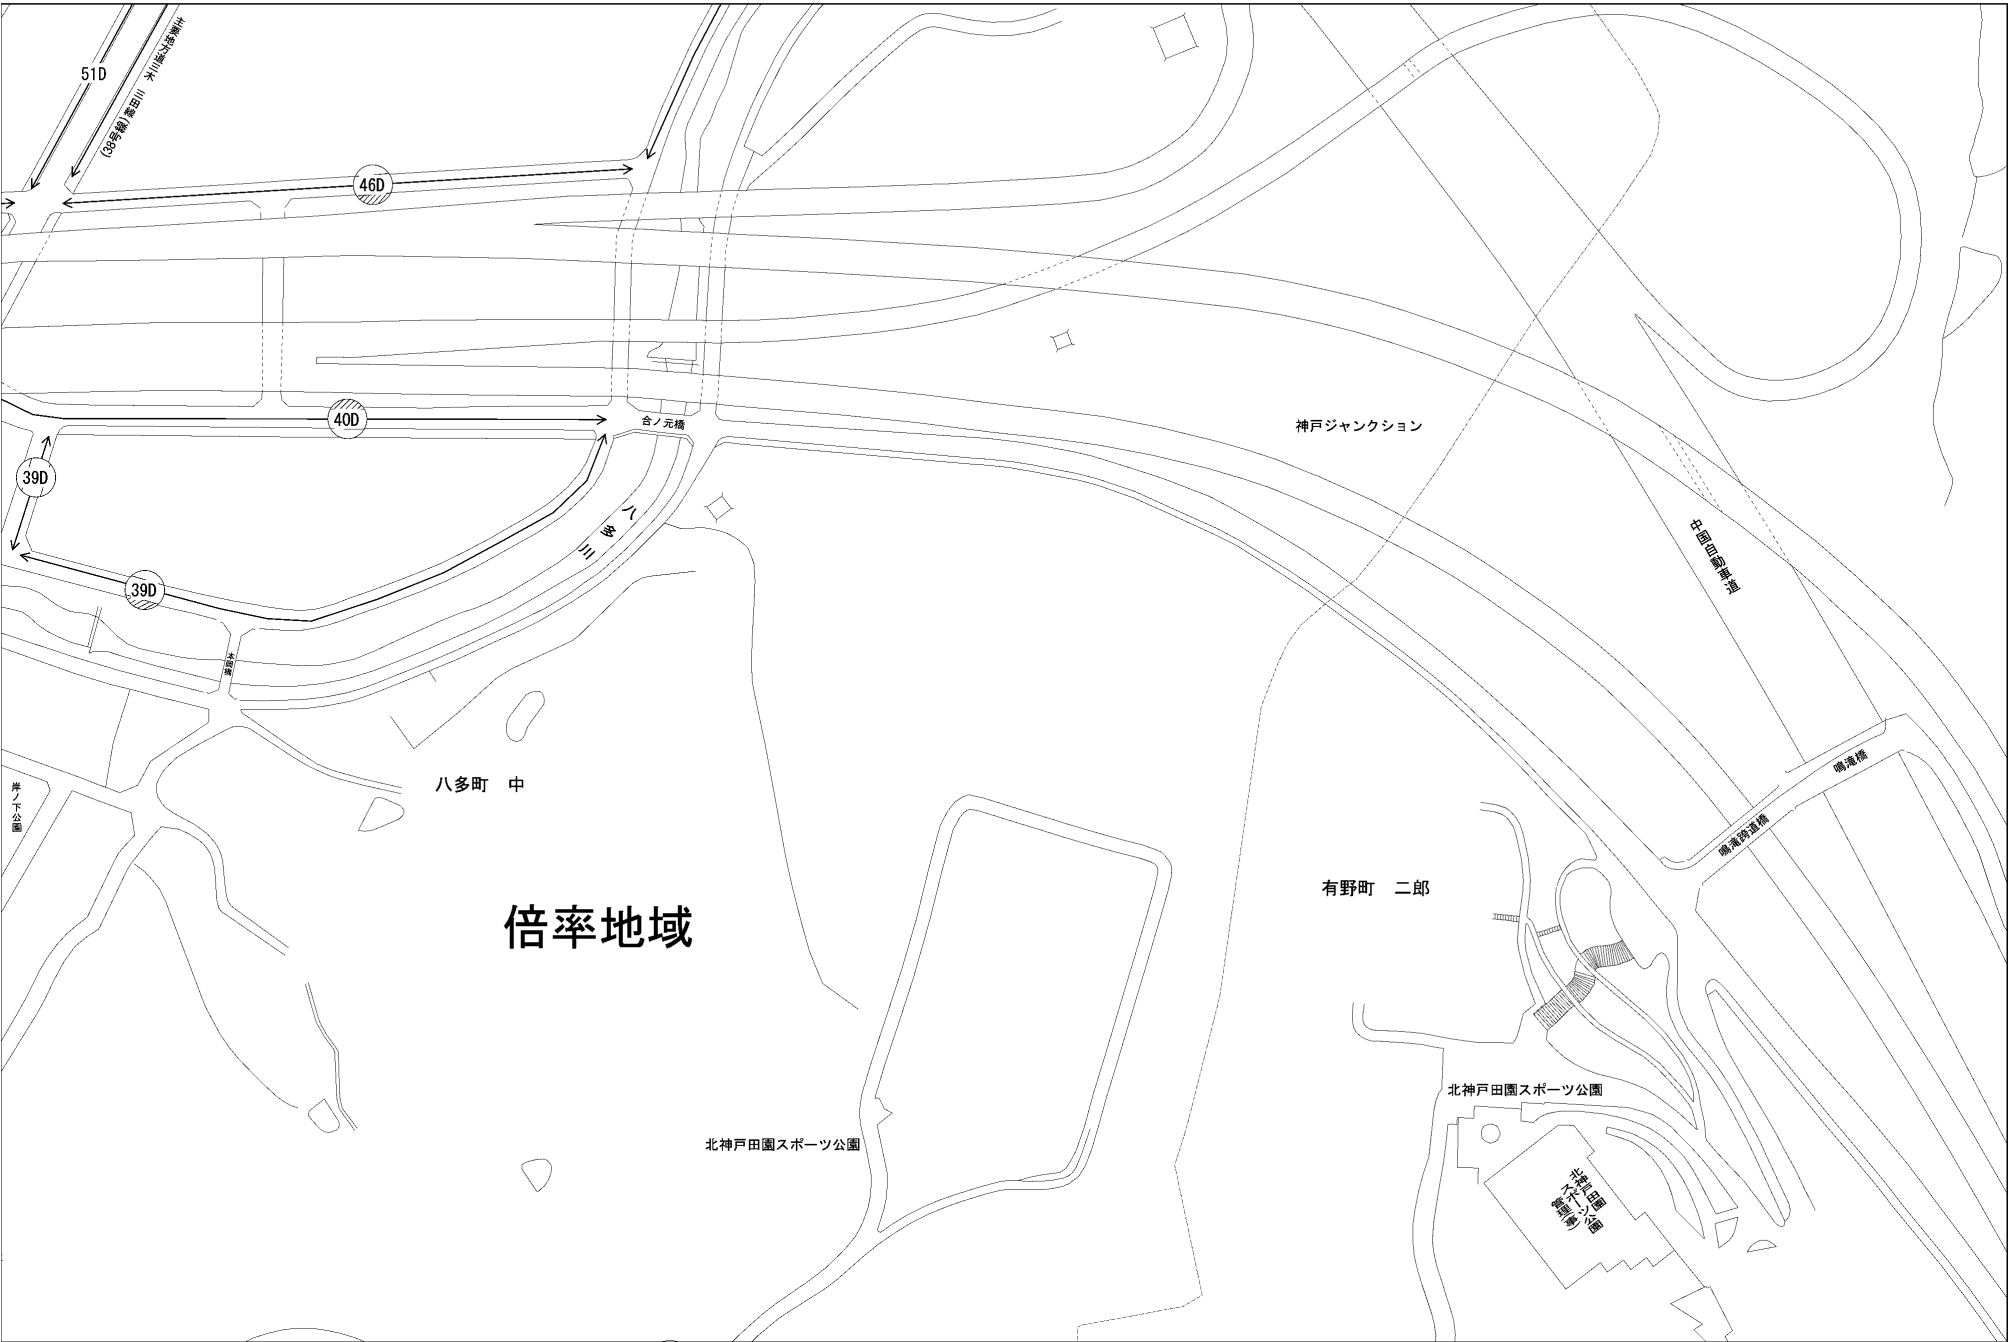 51D
主要地方道三木　三田線
(38号線)
46D
40D
合ノ元橋
神戸ジャンクション
39D
八多川
中国自動車道
39D
鳴滝橋
八多町　中
岸ノ下公園
鳴滝跨道橋
有野町　二郎
倍率地域
北神戸田園スポーツ公園
北神戸田園スポーツ公園
北神戸田園
スポーツ公園
管理(事)